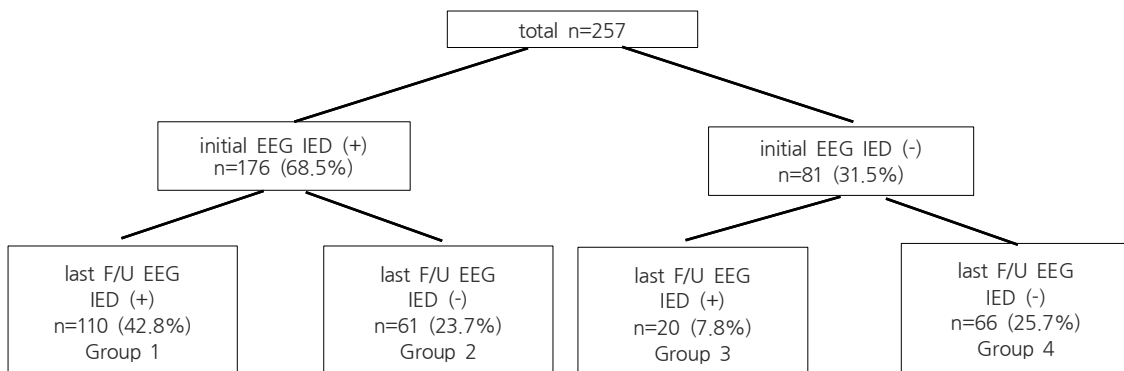 total n=257
initial EEG IED (+)
n=176 (68.5%)
initial EEG IED (-)
n=81 (31.5%)
last F/U EEG
IED (+)
n=110 (42.8%)
Group 1
last F/U EEG
IED (-)
n=61 (23.7%)
Group 2
last F/U EEG
IED (+)
n=20 (7.8%)
Group 3
last F/U EEG
IED (-)
n=66 (25.7%)
Group 4